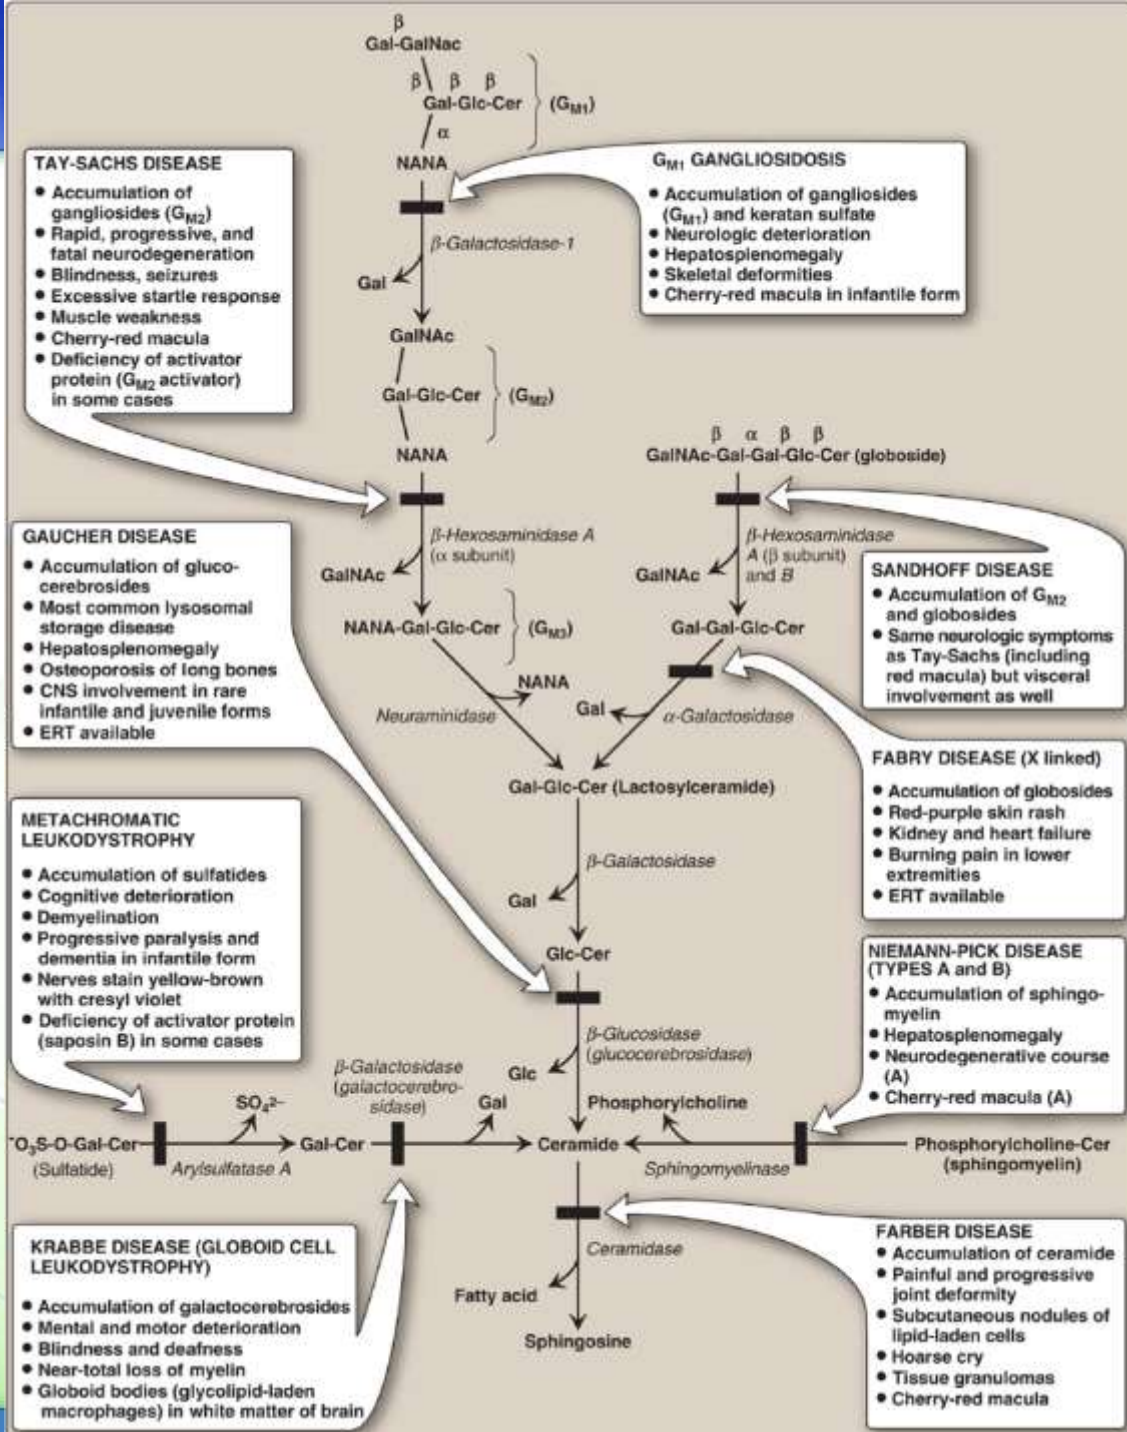 β
Gal-GalNac
β β β
Gal-Glc-Cer (GM1)
α
NANA
β-Galactosidase-1
Gal
GalNAc
Gal-Glc-Cer (GM2)
NANA
β-Hexosaminidase A
(α subunit)
GalNAc
NANA-Gal-Glc-Cer (GM3)
NANA
Neuraminidase
β α β β
GalNAc-Gal-Gal-Glc-Cer (globoside)
β-Hexosaminidase
A (β subunit)
and B
GalNAc
Gal-Gal-Glc-Cer
Gal
α-Galactosidase
Gal-Glc-Cer (Lactosylceramide)
β-Galactosidase
Gal
Glc-Cer
β-Glucosidase
(glucocerebrosidase)
Glc
Ceramide
Ceramidase
Fatty acid
Sphingosine
⁻O3S-O-Gal-Cer
(Sulfatide)
SO4²⁻
Arylsulfatase A
Gal-Cer
β-Galactosidase
(galactocerebro-
sidase)
Gal
Phosphorylcholine
Sphingomyelinase
Phosphorylcholine-Cer
(sphingomyelin)
TAY-SACHS DISEASE
• Accumulation of
gangliosides (GM2)
• Rapid, progressive, and
fatal neurodegeneration
• Blindness, seizures
• Excessive startle response
• Muscle weakness
• Cherry-red macula
• Deficiency of activator
protein (GM2 activator)
in some cases
GM1 GANGLIOSIDOSIS
• Accumulation of gangliosides
(GM1) and keratan sulfate
• Neurologic deterioration
• Hepatosplenomegaly
• Skeletal deformities
• Cherry-red macula in infantile form
GAUCHER DISEASE
• Accumulation of gluco-
cerebrosides
• Most common lysosomal
storage disease
• Hepatosplenomegaly
• Osteoporosis of long bones
• CNS involvement in rare
infantile and juvenile forms
• ERT available
SANDHOFF DISEASE
• Accumulation of GM2
and globosides
• Same neurologic symptoms
as Tay-Sachs (including
red macula) but visceral
involvement as well
FABRY DISEASE (X linked)
• Accumulation of globosides
• Red-purple skin rash
• Kidney and heart failure
• Burning pain in lower
extremities
• ERT available
METACHROMATIC
LEUKODYSTROPHY
• Accumulation of sulfatides
• Cognitive deterioration
• Demyelination
• Progressive paralysis and
dementia in infantile form
• Nerves stain yellow-brown
with cresyl violet
• Deficiency of activator protein
(saposin B) in some cases
NIEMANN-PICK DISEASE
(TYPES A and B)
• Accumulation of sphingo-
myelin
• Hepatosplenomegaly
• Neurodegenerative course
(A)
• Cherry-red macula (A)
KRABBE DISEASE (GLOBOID CELL
LEUKODYSTROPHY)
• Accumulation of galactocerebrosides
• Mental and motor deterioration
• Blindness and deafness
• Near-total loss of myelin
• Globoid bodies (glycolipid-laden
macrophages) in white matter of brain
FARBER DISEASE
• Accumulation of ceramide
• Painful and progressive
joint deformity
• Subcutaneous nodules of
lipid-laden cells
• Hoarse cry
• Tissue granulomas
• Cherry-red macula